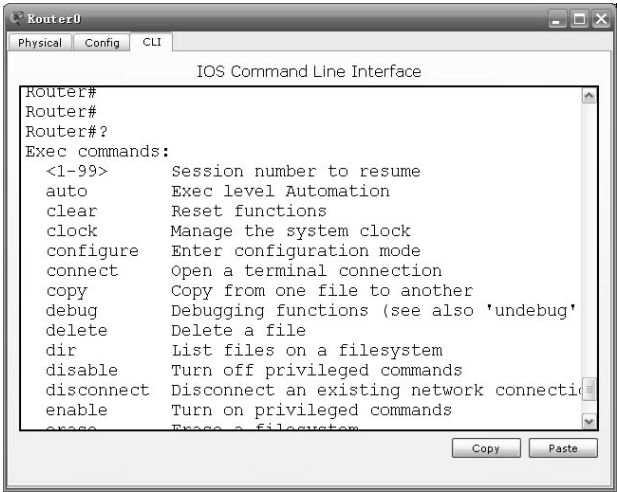 Router0
Physical Config CLI
IOS Command Line Interface
Router#
Router#
Router#?
Exec commands:
<1-99> Session number to resume
auto Exec level Automation
clear Reset functions
clock Manage the system clock
configure Enter configuration mode
connect Open a terminal connection
copy Copy from one file to another
debug Debugging functions (see also 'undebug'
delete Delete a file
dir List files on a filesystem
disable Turn off privileged commands
disconnect Disconnect an existing network connecti
enable Turn on privileged commands
erase Erase a filesystem
Copy Paste